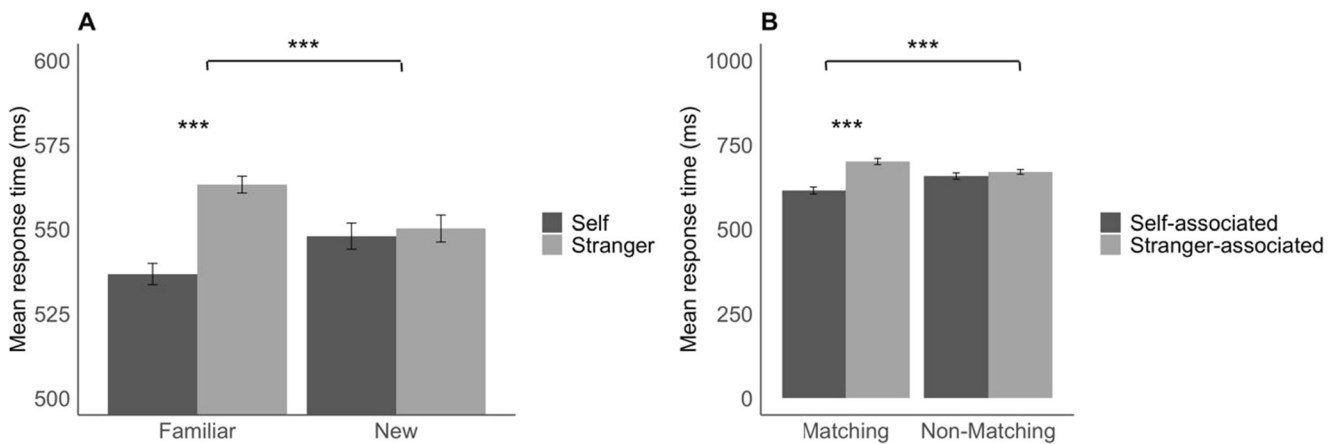 A
Mean response time (ms)
600
575
550
525
500
***
***
Familiar
New
Self
Stranger
B
Mean response time (ms)
1000
750
500
250
0
***
***
Matching
Non-Matching
Self-associated
Stranger-associated